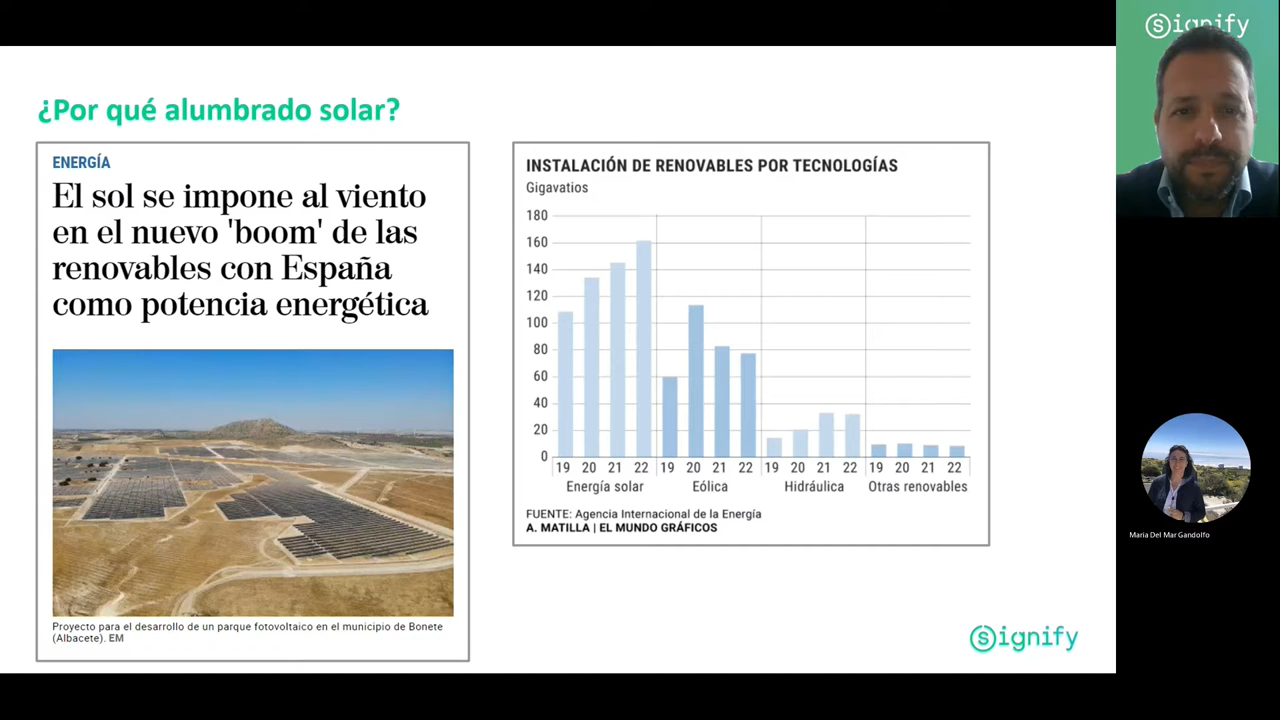 ¿Por qué alumbrado solar?
ENERGÍA
El sol se impone al viento
en el nuevo 'boom' de las
renovables con España
como potencia energética
Proyecto para el desarrollo de un parque fotovoltaico en el municipio de Bonete
(Albacete). EM
INSTALACIÓN DE RENOVABLES POR TECNOLOGÍAS
Gigavatios
180
160
140
120
100
80
60
40
20
0
19 20 21 22 19 20 21 22 19 20 21 22 19 20 21 22
Energía solar Eólica Hidráulica Otras renovables
FUENTE: Agencia Internacional de la Energía
A. MATILLA | EL MUNDO GRÁFICOS
signify
signify
Maria Del Mar Gandolfo